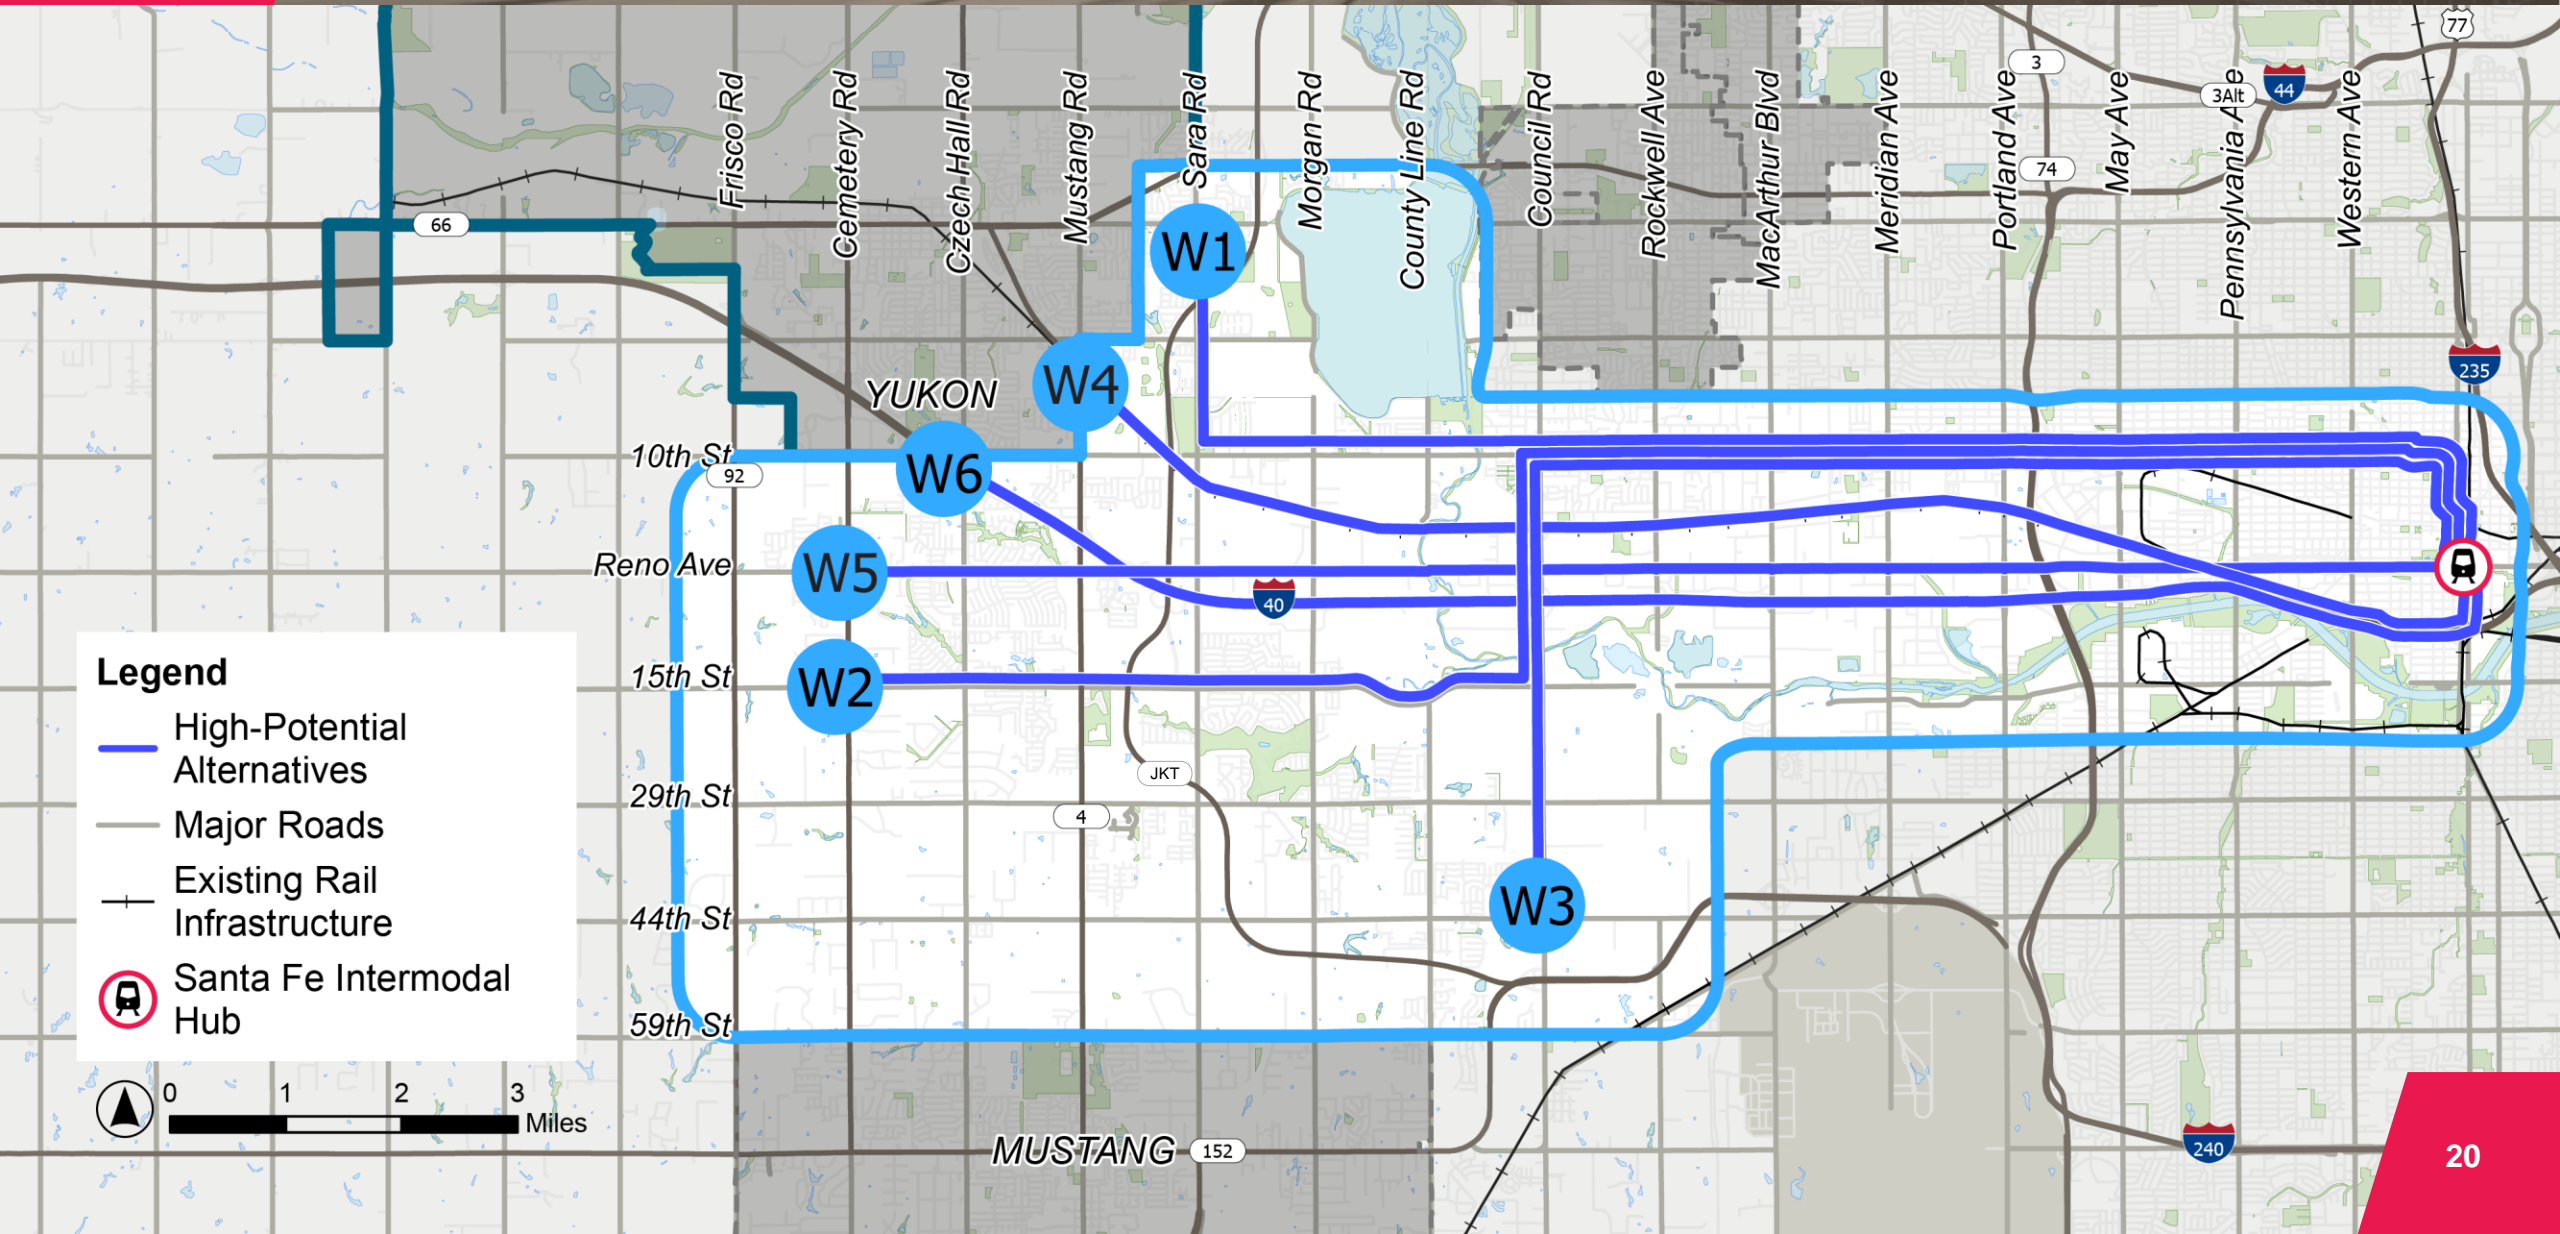 77
3
44
3Alt
Frisco Rd
Cemetery Rd
Czech Hall Rd
Mustang Rd
Sara Rd
Morgan Rd
County Line Rd
Council Rd
Rockwell Ave
MacArthur Blvd
Meridian Ave
Portland Ave
May Ave
Pennsylvania Ave
Western Ave
74
66
W1
235
W4
YUKON
10th St
92
W6
Reno Ave
W5
40
15th St
W2
JKT
29th St
4
44th St
W3
59th St
Legend
High-Potential
Alternatives
Major Roads
Existing Rail
Infrastructure
Santa Fe Intermodal
Hub
0 1 2 3
Miles
MUSTANG
152
240
20